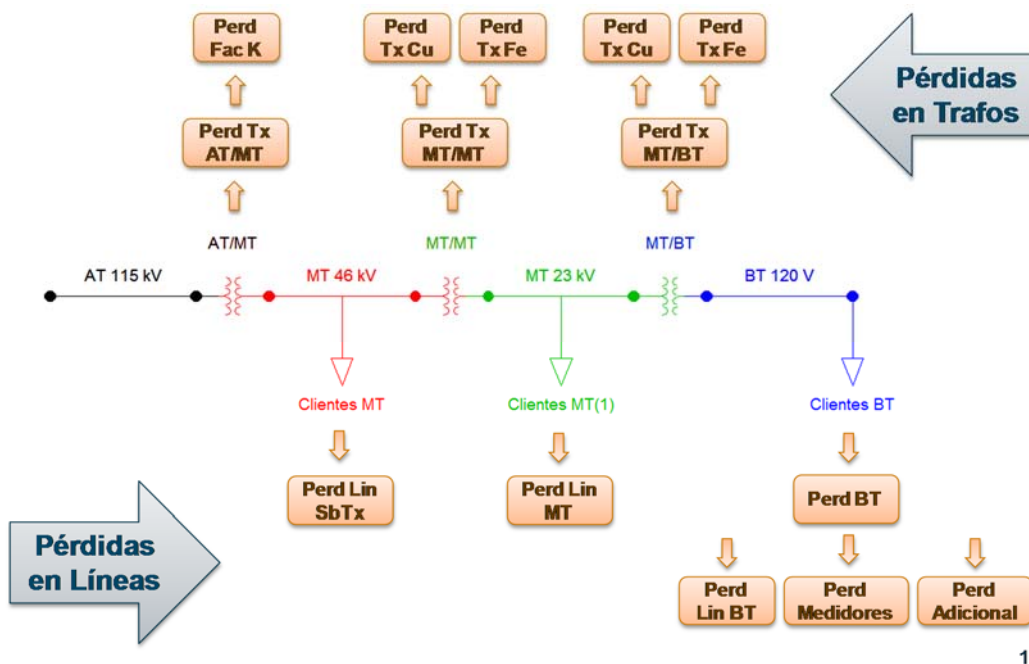 Perd
Fac K
Perd
Tx Cu
Perd
Tx Fe
Perd
Tx Cu
Perd
Tx Fe
Pérdidas
en Trafos
Perd Tx
AT/MT
Perd Tx
MT/MT
Perd Tx
MT/BT
AT/MT
MT/MT
MT/BT
AT 115 kV
MT 46 kV
MT 23 kV
BT 120 V
Clientes MT
Clientes MT(1)
Clientes BT
Perd Lin
SbTx
Perd Lin
MT
Perd BT
Pérdidas
en Líneas
Perd
Lin BT
Perd
Medidores
Perd
Adicional
1